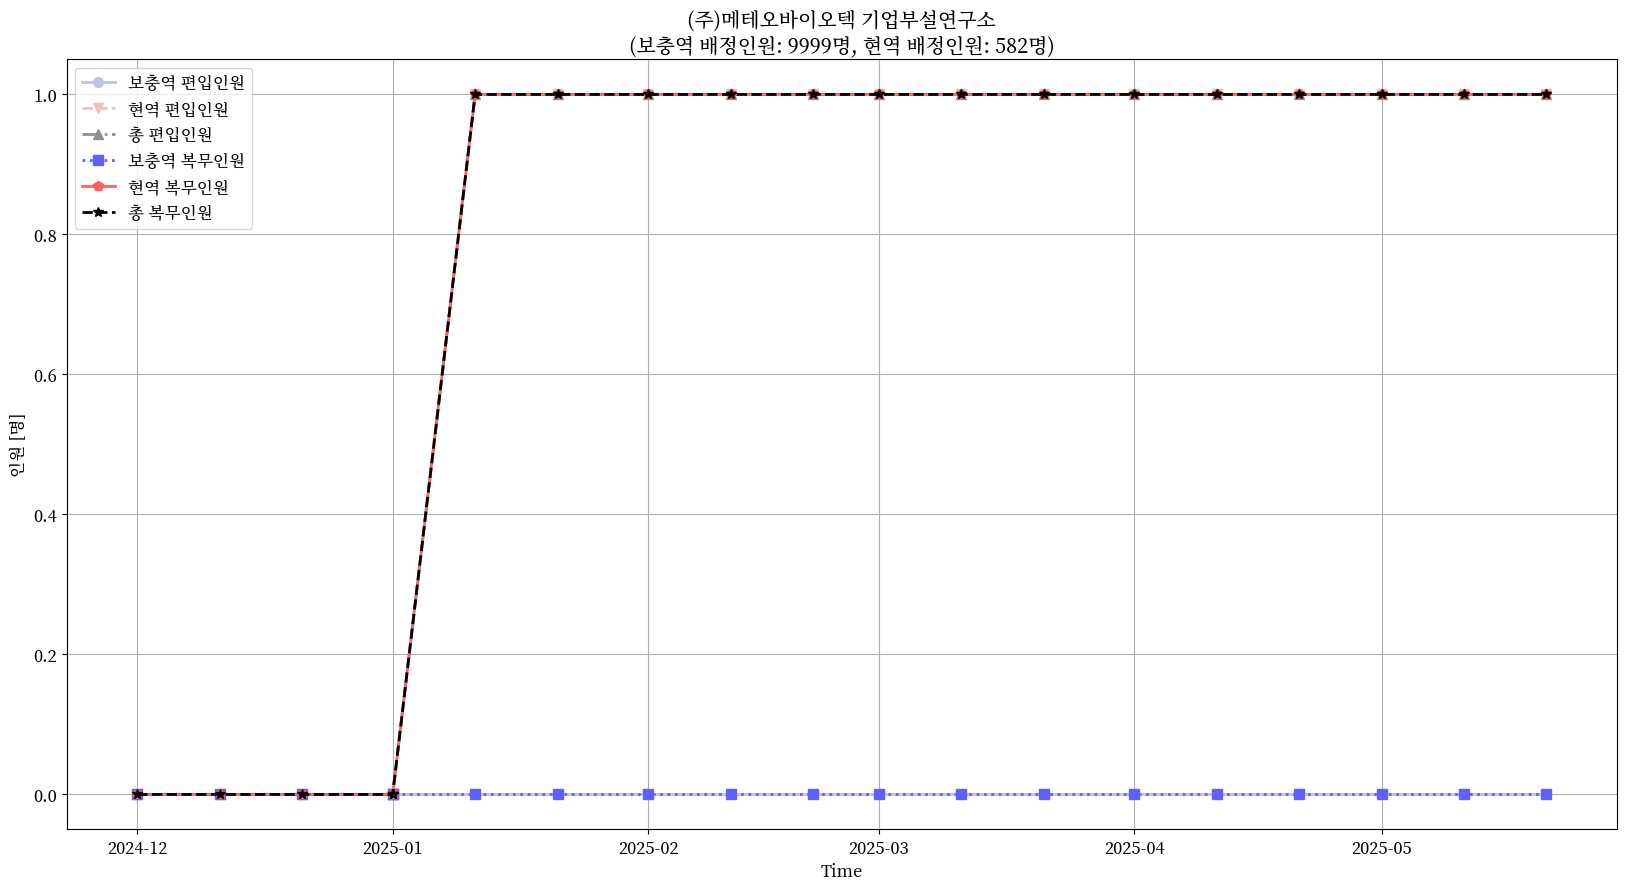 (주)메테오바이오텍 기업부설연구소
(보충역 배정인원: 9999명, 현역 배정인원: 582명)
보충역 편입인원
현역 편입인원
총 편입인원
보충역 복무인원
현역 복무인원
총 복무인원
1.0
0.8
0.6
0.4
0.2
0.0
인원 [명]
2024-12
2025-01
2025-02
2025-03
2025-04
2025-05
Time